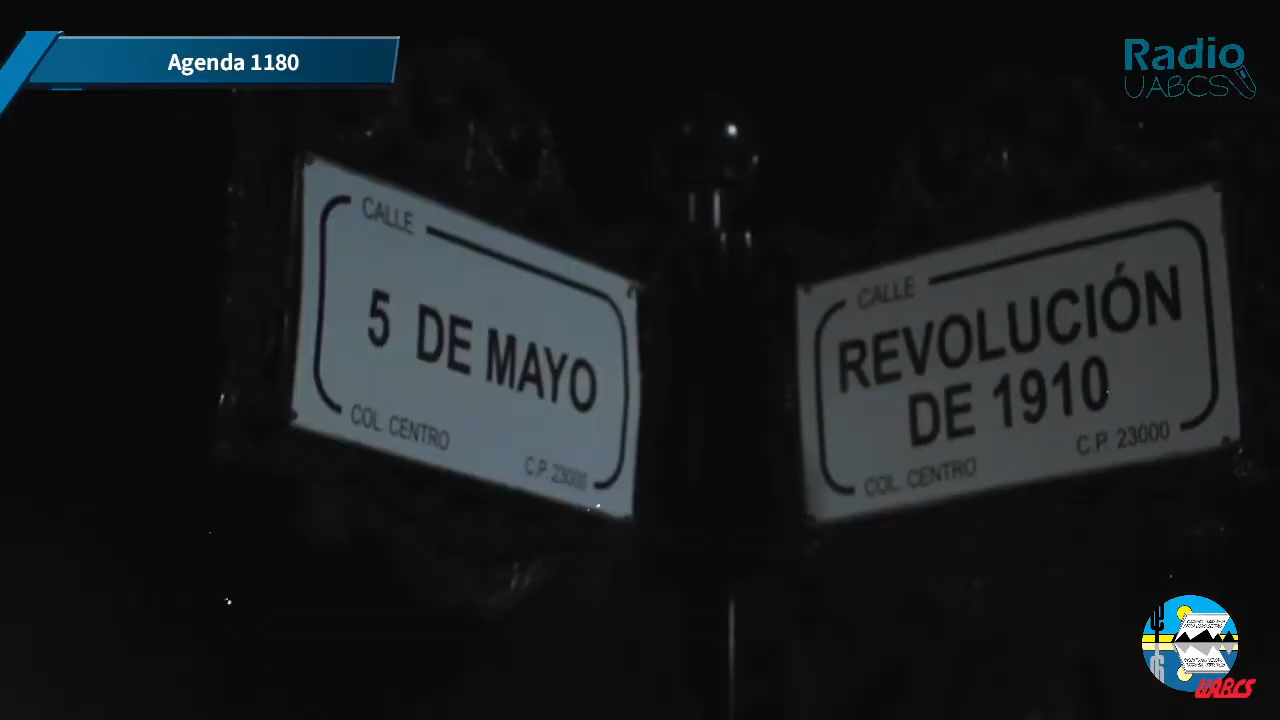 Agenda 1180
Radio
UABCS
CALLE
5 DE MAYO
COL. CENTRO
C.P. 23000
CALLE
REVOLUCIÓN
DE 1910
COL. CENTRO
C.P. 23000
UABCS